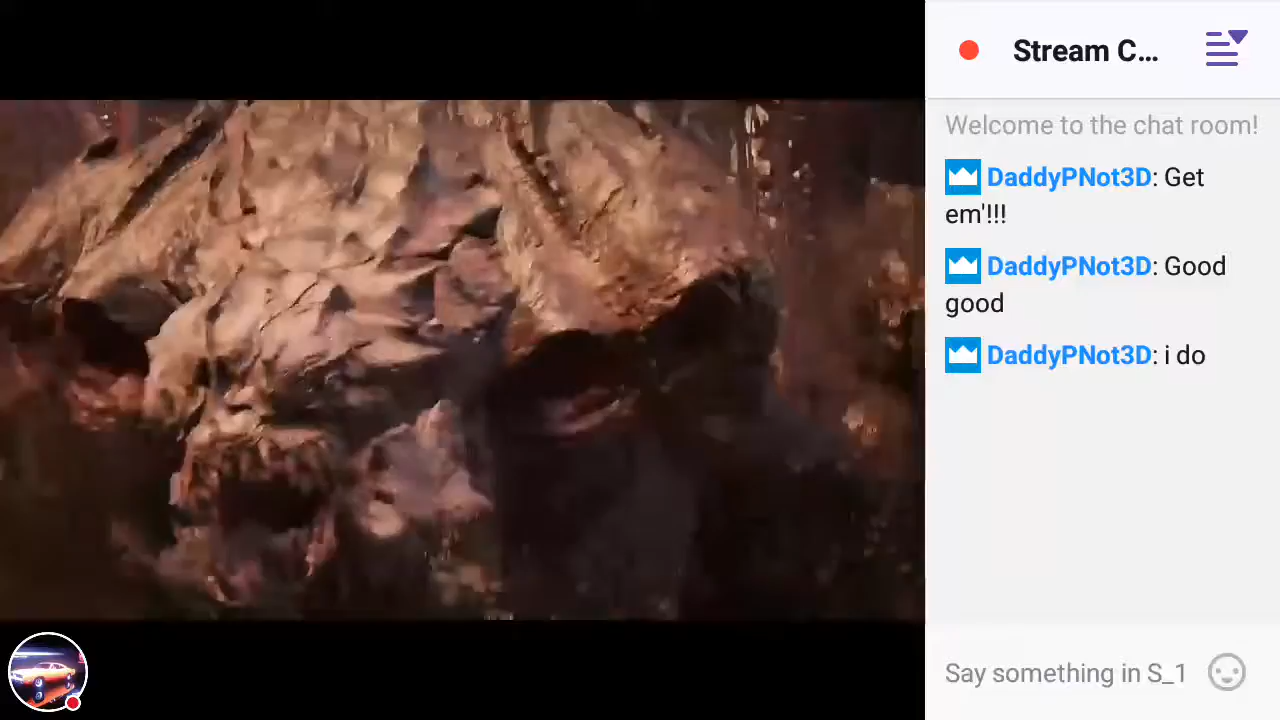 Stream C...
Welcome to the chat room!
DaddyPNot3D: Get
em'!!!
DaddyPNot3D: Good
good
DaddyPNot3D: i do
Say something in S_1